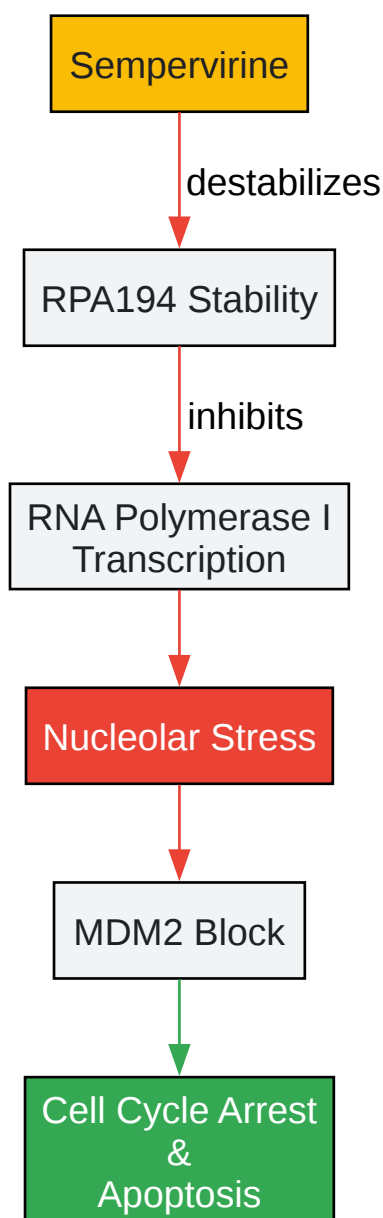 Sempervirine
destabilizes
RPA194 Stability
inhibits
RNA Polymerase I
Transcription
Nucleolar Stress
MDM2 Block
Cell Cycle Arrest
&
Apoptosis